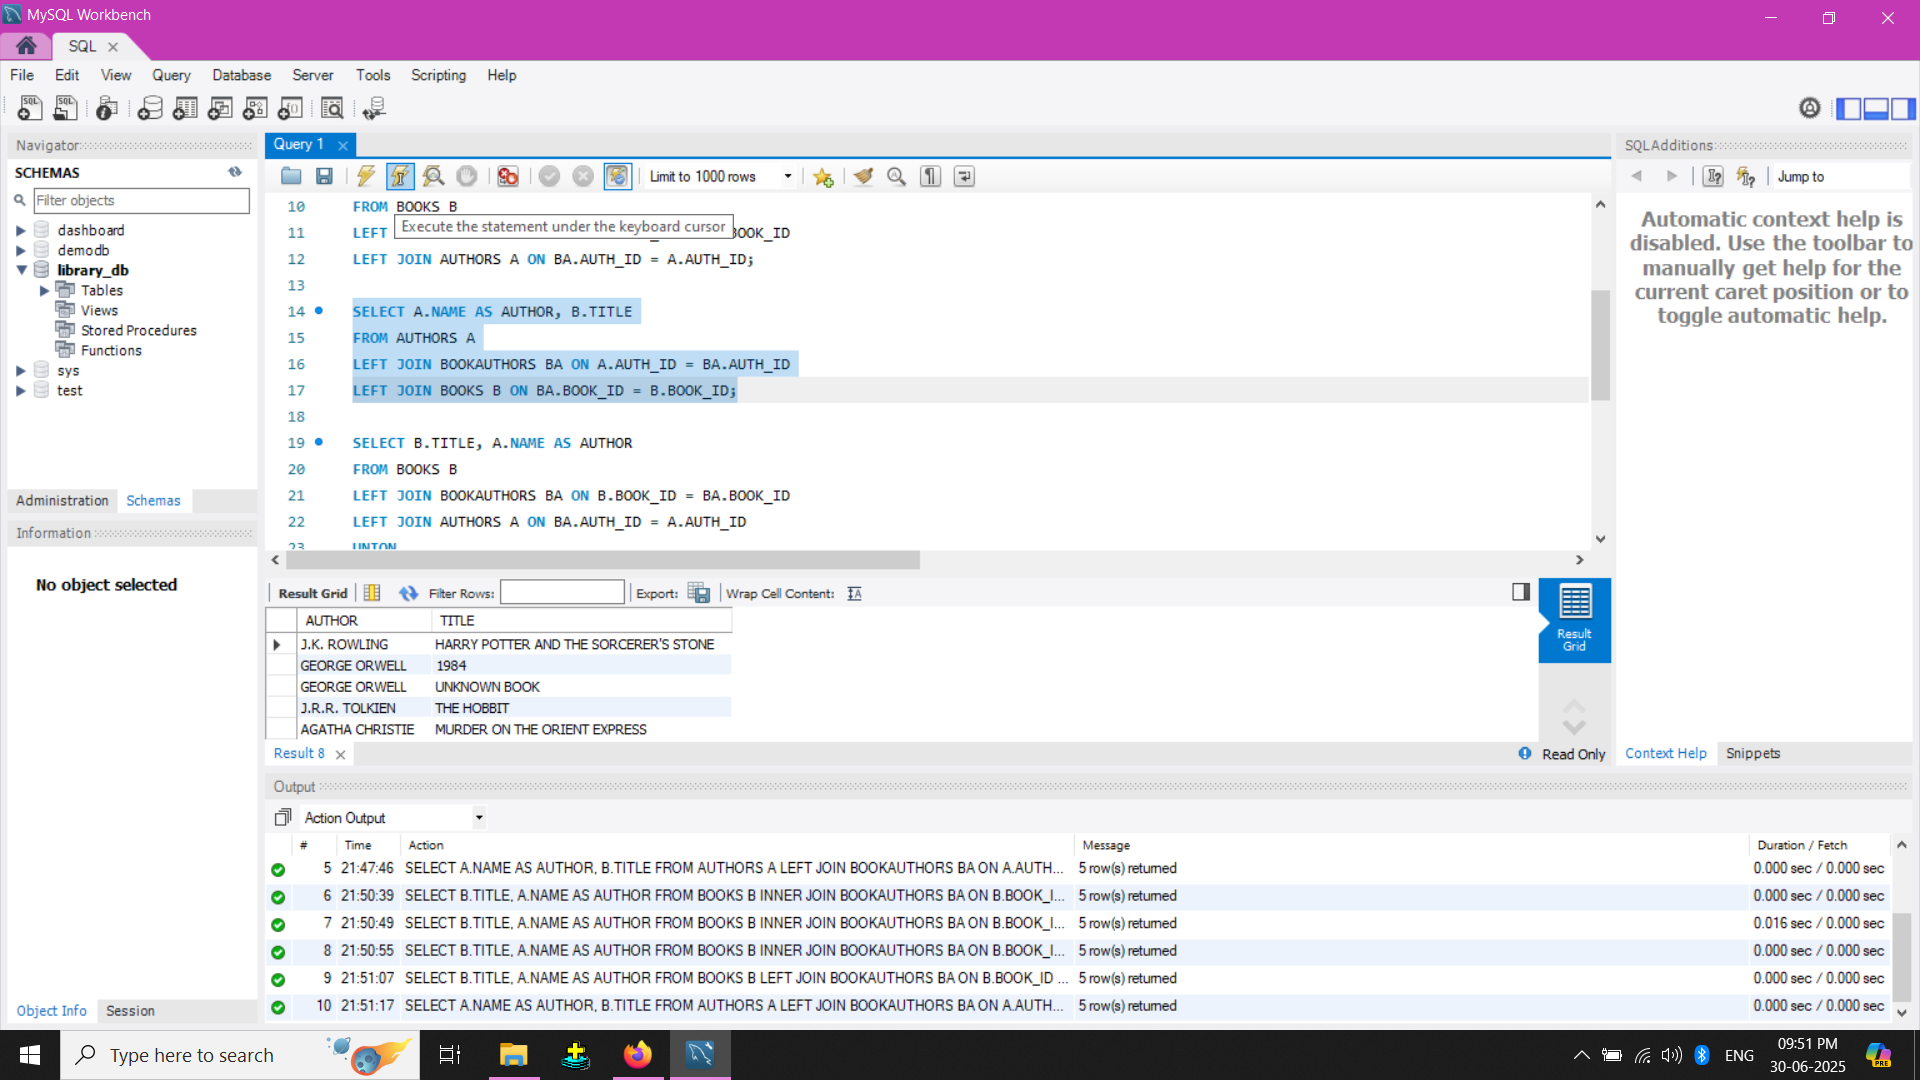 MySQL Workbench
SQL
File Edit View Query Database Server Tools Scripting Help
Navigator
SCHEMAS
Filter objects
dashboard
demodb
library_db
Tables
Views
Stored Procedures
Functions
sys
test
Administration Schemas
Information
No object selected
Object Info Session
Query 1
Limit to 1000 rows
10 FROM BOOKS B
Execute the statement under the keyboard cursor
11 LEFT BOOK_ID
12 LEFT JOIN AUTHORS A ON BA.AUTH_ID = A.AUTH_ID;
13
14 SELECT A.NAME AS AUTHOR, B.TITLE
15 FROM AUTHORS A
16 LEFT JOIN BOOKAUTHORS BA ON A.AUTH_ID = BA.AUTH_ID
17 LEFT JOIN BOOKS B ON BA.BOOK_ID = B.BOOK_ID;
18
19 SELECT B.TITLE, A.NAME AS AUTHOR
20 FROM BOOKS B
21 LEFT JOIN BOOKAUTHORS BA ON B.BOOK_ID = BA.BOOK_ID
22 LEFT JOIN AUTHORS A ON BA.AUTH_ID = A.AUTH_ID
23 UNION
Result Grid Filter Rows: Export: Wrap Cell Content:
AUTHOR TITLE
J.K. ROWLING HARRY POTTER AND THE SORCERER'S STONE
GEORGE ORWELL 1984
GEORGE ORWELL UNKNOWN BOOK
J.R.R. TOLKIEN THE HOBBIT
AGATHA CHRISTIE MURDER ON THE ORIENT EXPRESS
Result Grid
Result 8
Read Only
SQLAdditions
Jump to
Automatic context help is
disabled. Use the toolbar to
manually get help for the
current caret position or to
toggle automatic help.
Context Help Snippets
Output
Action Output
# Time Action Message Duration / Fetch
5 21:47:46 SELECT A.NAME AS AUTHOR, B.TITLE FROM AUTHORS A LEFT JOIN BOOKAUTHORS BA ON A.AUTH... 5 row(s) returned 0.000 sec / 0.000 sec
6 21:50:39 SELECT B.TITLE, A.NAME AS AUTHOR FROM BOOKS B INNER JOIN BOOKAUTHORS BA ON B.BOOK_I... 5 row(s) returned 0.000 sec / 0.000 sec
7 21:50:49 SELECT B.TITLE, A.NAME AS AUTHOR FROM BOOKS B INNER JOIN BOOKAUTHORS BA ON B.BOOK_I... 5 row(s) returned 0.016 sec / 0.000 sec
8 21:50:55 SELECT B.TITLE, A.NAME AS AUTHOR FROM BOOKS B INNER JOIN BOOKAUTHORS BA ON B.BOOK_I... 5 row(s) returned 0.000 sec / 0.000 sec
9 21:51:07 SELECT B.TITLE, A.NAME AS AUTHOR FROM BOOKS B LEFT JOIN BOOKAUTHORS BA ON B.BOOK_ID ... 5 row(s) returned 0.000 sec / 0.000 sec
10 21:51:17 SELECT A.NAME AS AUTHOR, B.TITLE FROM AUTHORS A LEFT JOIN BOOKAUTHORS BA ON A.AUTH... 5 row(s) returned 0.000 sec / 0.000 sec
Type here to search
ENG
09:51 PM
30-06-2025
PRE